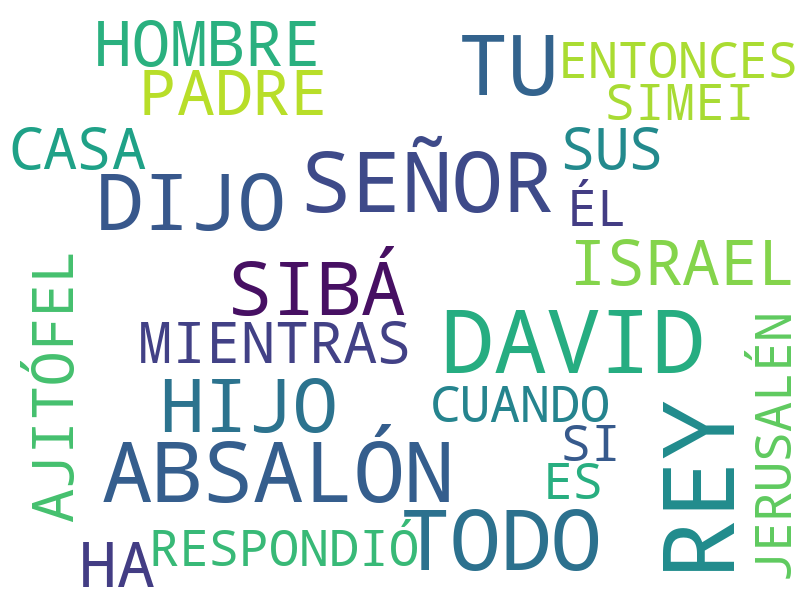 HOMBRE
TU
ENTONCES
PADRE
SIMEI
CASA
SUS
DIJO
SEÑOR
ÉL
ISRAEL
SIBÁ
AJITÓFEL
MIENTRAS
DAVID
JERUSALÉN
HIJO
CUANDO
REY
SI
ABSALÓN
ES
TODO
RESPONDIÓ
HA